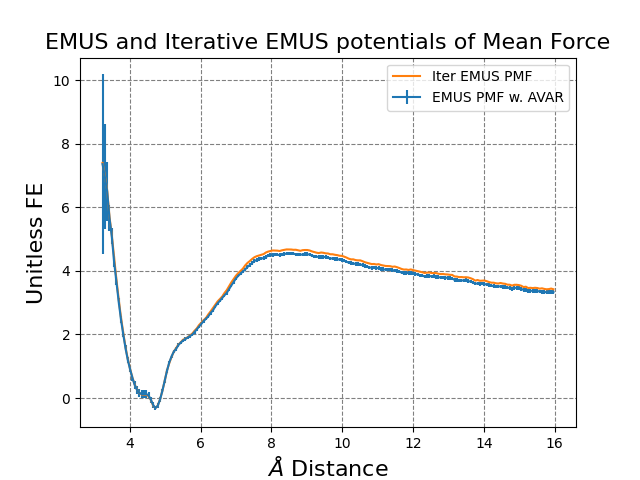 EMUS and Iterative EMUS potentials of Mean Force
Iter EMUS PMF
EMUS PMF w. AVAR
Unitless FE
10
8
6
4
2
0
4 6 8 10 12 14 16
Å Distance